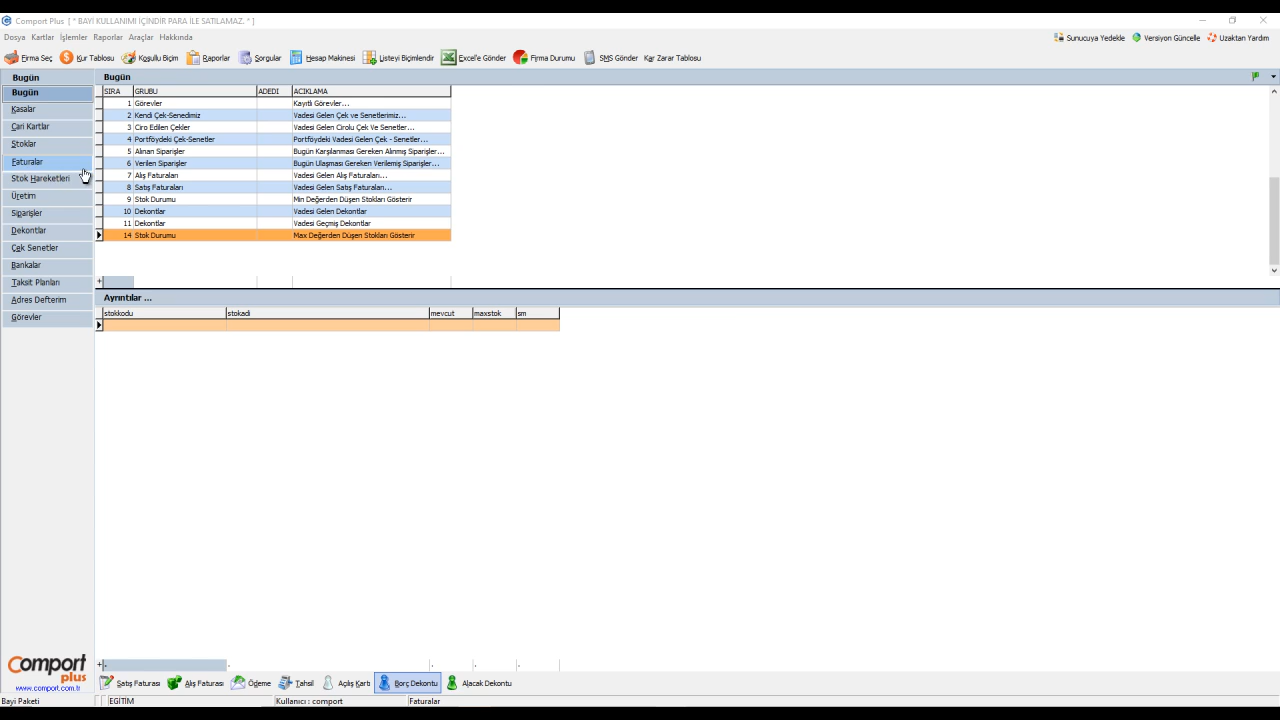 Comport Plus [ * BAYİ KULLANIMI İÇİNDİR PARA İLE SATILAMAZ. * ]
Dosya Kartlar İşlemler Raporlar Araçlar Hakkında
Sunucuya Yedekle Versiyon Güncelle Uzaktan Yardım
Firma Seç Kur Tablosu Koşullu Biçim Raporlar Sorgular Hesap Makinesi Listeyi Biçimlendir Excel'e Gönder Firma Durumu SMS Gönder Kar Zarar Tablosu
Bugün
Bugün
Kasalar
Cari Kartlar
Stoklar
Faturalar
Stok Hareketleri
Üretim
Siparişler
Dekontlar
Çek Senetler
Bankalar
Taksit Planları
Adres Defterim
Görevler
Bugün
SIRA GRUBU ADEDI ACIKLAMA
1 Görevler Kayıtlı Görevler...
2 Kendi Çek-Senedimiz Vadesi Gelen Çek ve Senetlerimiz...
3 Ciro Edilen Çekler Vadesi Gelen Cirolu Çek Ve Senetler...
4 Portföydeki Çek-Senetler Portföydeki Vadesi Gelen Çek - Senetler...
5 Alınan Siparişler Bugün Karşılanması Gereken Alınmış Siparişler...
6 Verilen Siparişler Bugün Ulaşması Gereken Verilemiş Siparişler...
7 Alış Faturaları Vadesi Gelen Alış Faturaları...
8 Satış Faturaları Vadesi Gelen Satış Faturaları...
9 Stok Durumu Min Değerden Düşen Stokları Gösterir
10 Dekontlar Vadesi Gelen Dekontlar
11 Dekontlar Vadesi Geçmiş Dekontlar
14 Stok Durumu Max Değerden Düşen Stokları Gösterir
Ayrıntılar ...
stokkodu stokadi mevcut maxstok sm
Comport
plus
www.comport.com.tr
Satış Faturası Alış Faturası Ödeme Tahsil Açılış Kartı Borç Dekontu Alacak Dekontu
Bayi Paketi EĞİTİM Kullanıcı : comport Faturalar